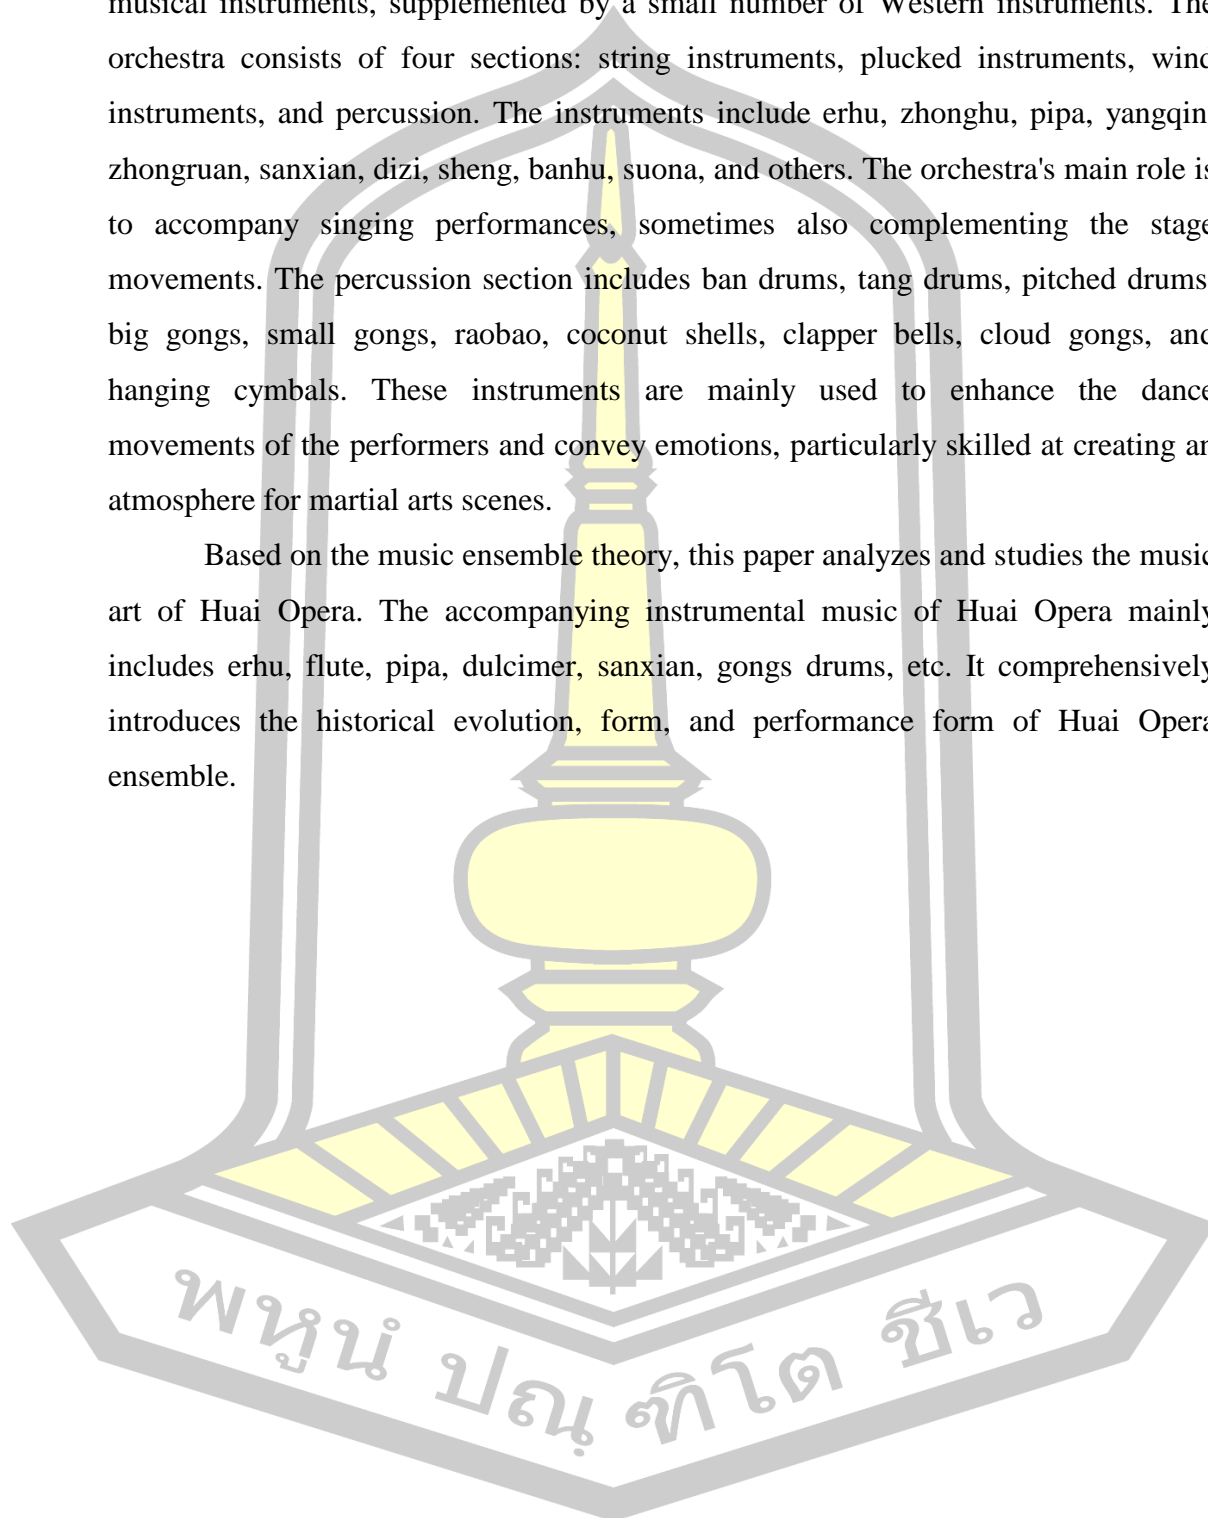 musical instruments, supplemented by a small number of Western instruments. The
orchestra consists of four sections: string instruments, plucked instruments, wind
instruments, and percussion. The instruments include erhu, zhonghu, pipa, yangqin
zhongruan, sanxian, dizi, sheng, banhu, suona, and others. The orchestra's main role is
to accompany singing performances, sometimes also complementing the stage
movements. The percussion section includes ban drums, tang drums, pitched drums
big gongs, small gongs, raobao, coconut shells, clapper bells, cloud gongs, and
hanging cymbals. These instruments are mainly used to enhance the dance
movements of the performers and convey emotions, particularly skilled at creating an
atmosphere for martial arts scenes.
Based on the music ensemble theory, this paper analyzes and studies the music
art of Huai Opera. The accompanying instrumental music of Huai Opera mainly
includes erhu, flute, pipa, dulcimer, sanxian, gongs drums, etc. It comprehensively
introduces the historical evolution, form, and performance form of Huai Opera
ensemble.
พหูนํ ปณฺฑิโต ชีเว